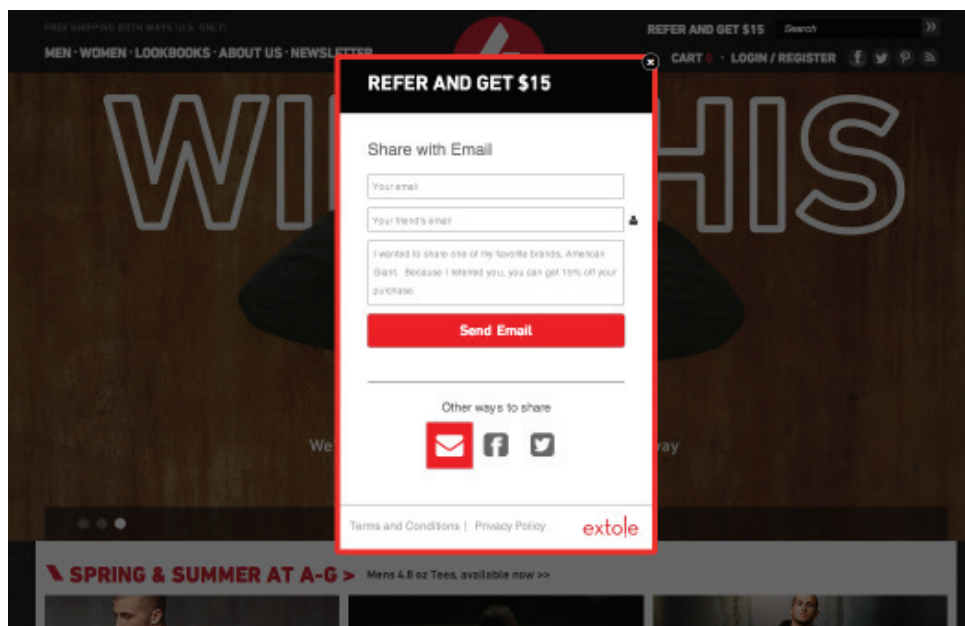 FREE SHIPPING BOTH WAYS (U.S. ONLY)
REFER AND GET $15 Search
MEN · WOMEN · LOOKBOOKS · ABOUT US · NEWSLETTER
CART 0 · LOGIN / REGISTER
REFER AND GET $15
Share with Email
Your email
Your friend's email
I wanted to share one of my favorite brands, American
Giant. Because I referred you, you can get 15% off your
purchase.
Send Email
Other ways to share
We
way
Terms and Conditions | Privacy Policy extole
SPRING & SUMMER AT A-G > Mens 4.8 oz Tees, available now >>